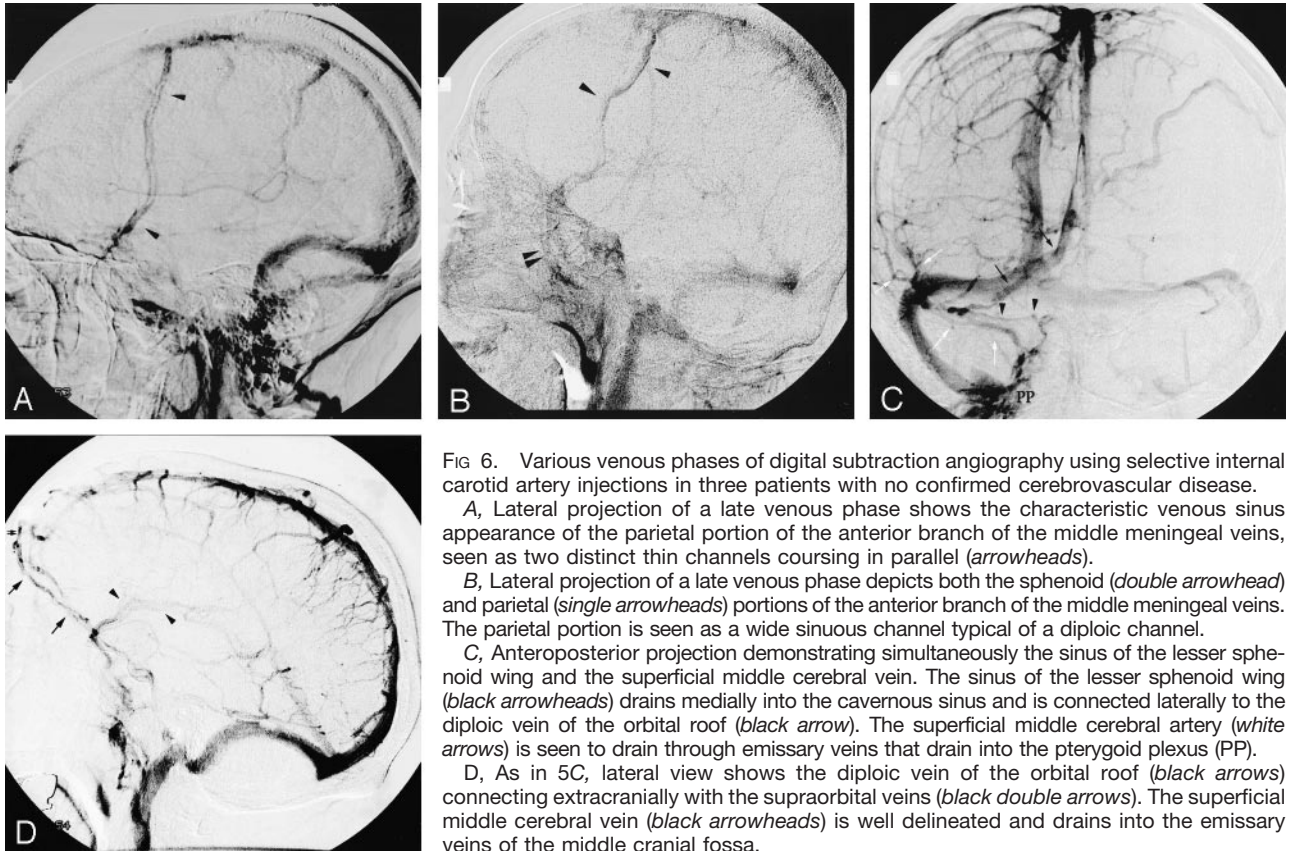 A
B
C
PP
D
FIG 6. Various venous phases of digital subtraction angiography using selective internal
carotid artery injections in three patients with no confirmed cerebrovascular disease.
A, Lateral projection of a late venous phase shows the characteristic venous sinus
appearance of the parietal portion of the anterior branch of the middle meningeal veins,
seen as two distinct thin channels coursing in parallel (arrowheads).
B, Lateral projection of a late venous phase depicts both the sphenoid (double arrowhead)
and parietal (single arrowheads) portions of the anterior branch of the middle meningeal veins.
The parietal portion is seen as a wide sinuous channel typical of a diploic channel.
C, Anteroposterior projection demonstrating simultaneously the sinus of the lesser sphe-
noid wing and the superficial middle cerebral vein. The sinus of the lesser sphenoid wing
(black arrowheads) drains medially into the cavernous sinus and is connected laterally to the
diploic vein of the orbital roof (black arrow). The superficial middle cerebral artery (white
arrows) is seen to drain through emissary veins that drain into the pterygoid plexus (PP).
D, As in 5C, lateral view shows the diploic vein of the orbital roof (black arrows)
connecting extracranially with the supraorbital veins (black double arrows). The superficial
middle cerebral vein (black arrowheads) is well delineated and drains into the emissary
veins of the middle cranial fossa.